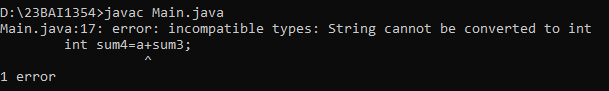 D:\23BAI1354>javac Main.java
Main.java:17: error: incompatible types: String cannot be converted to int
        int sum4=a+sum3;
                  ^
1 error